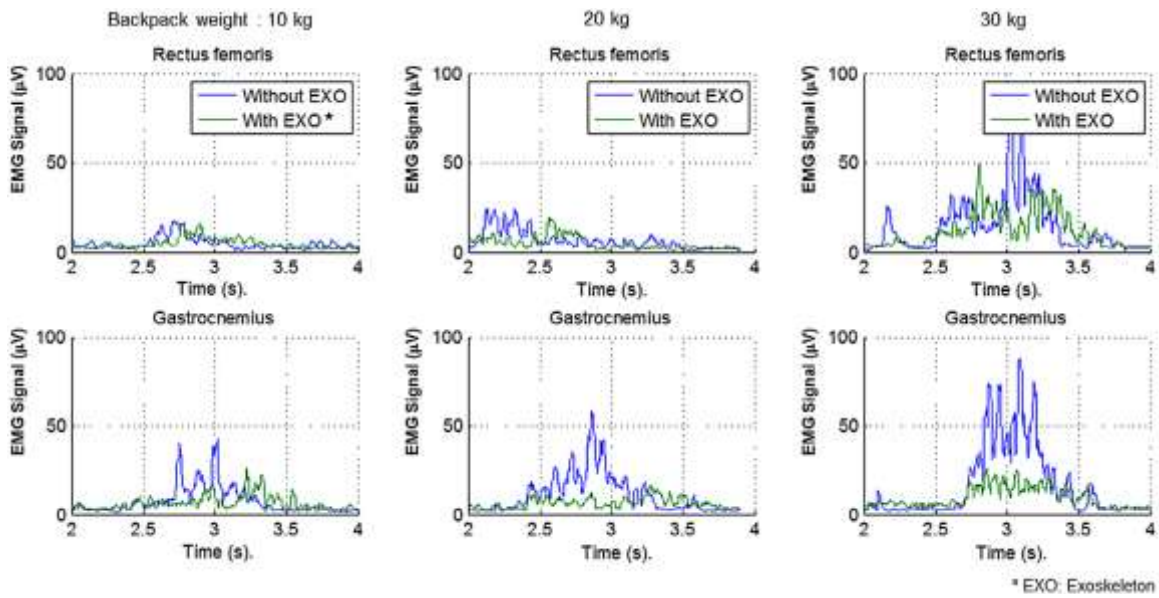 Backpack weight : 10 kg
20 kg
30 kg
Rectus femoris
EMG Signal (μV)
100
50
0
2
2.5
3
3.5
4
Time (s).
Without EXO
With EXO*
Rectus femoris
EMG Signal (μV)
100
50
0
2
2.5
3
3.5
4
Time (s).
Without EXO
With EXO
Rectus femoris
EMG Signal (μV)
100
50
0
2
2.5
3
3.5
4
Time (s).
Without EXO
With EXO
Gastrocnemius
EMG Signal (μV)
100
50
0
2
2.5
3
3.5
4
Time (s).
Gastrocnemius
EMG Signal (μV)
100
50
0
2
2.5
3
3.5
4
Time (s).
Gastrocnemius
EMG Signal (μV)
100
50
0
2
2.5
3
3.5
4
Time (s).
* EXO: Exoskeleton